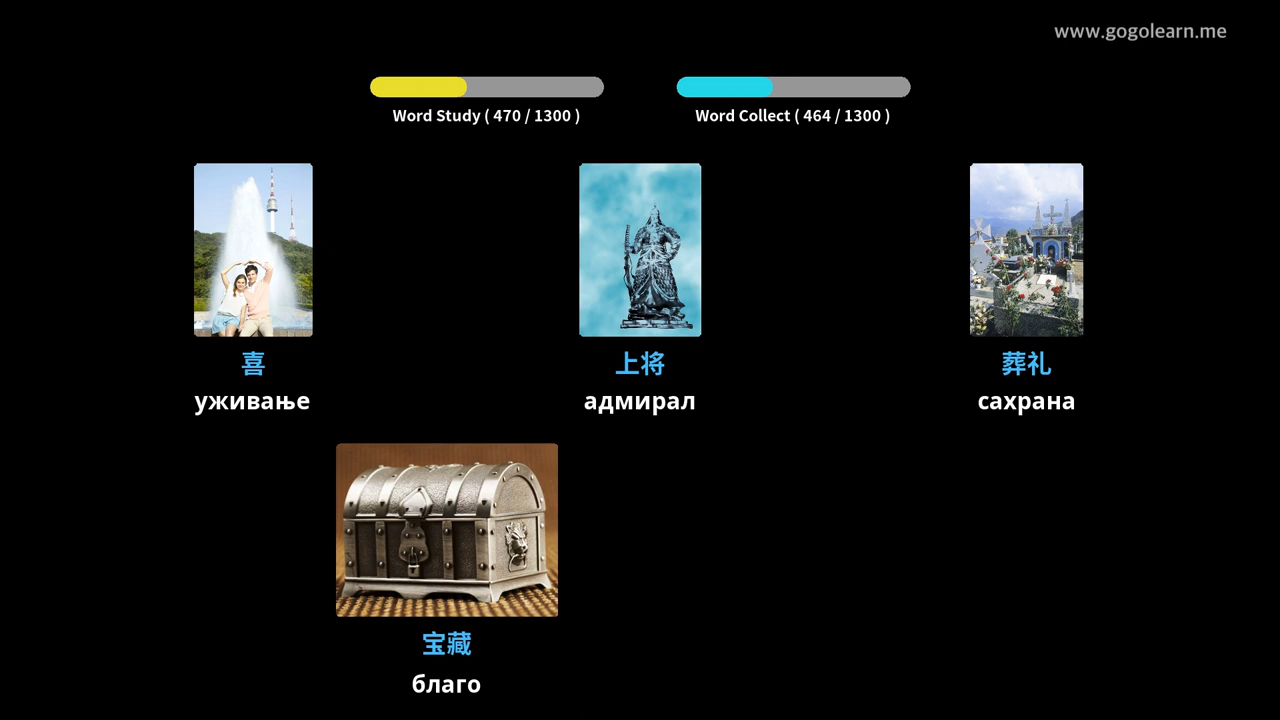 www.gogolearn.me
Word Study ( 470 / 1300 )
Word Collect ( 464 / 1300 )
喜
уживање
上将
адмирал
葬礼
сахрана
宝藏
благо